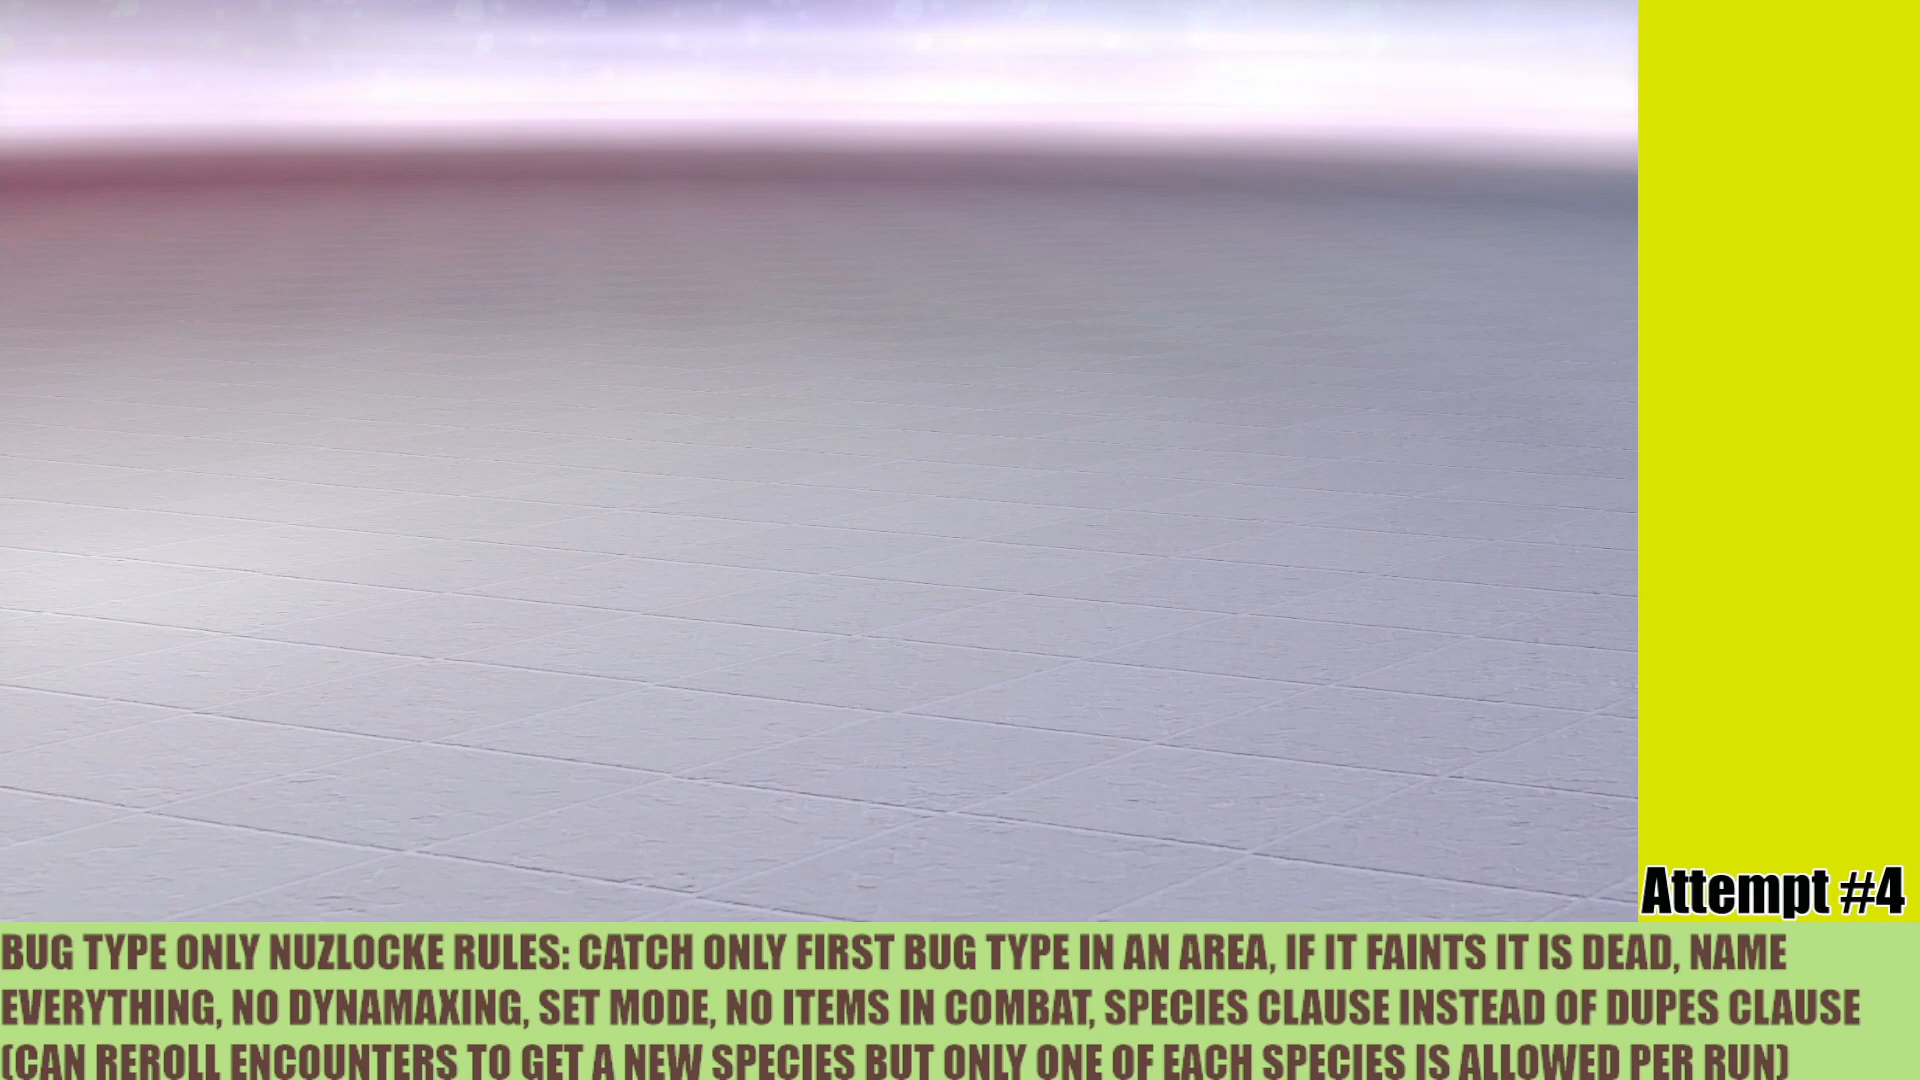 Attempt #4
BUG TYPE ONLY NUZLOCKE RULES: CATCH ONLY FIRST BUG TYPE IN AN AREA, IF IT FAINTS IT IS DEAD, NAME
EVERYTHING, NO DYNAMAXING, SET MODE, NO ITEMS IN COMBAT, SPECIES CLAUSE INSTEAD OF DUPES CLAUSE
(CAN REROLL ENCOUNTERS TO GET A NEW SPECIES BUT ONLY ONE OF EACH SPECIES IS ALLOWED PER RUN)